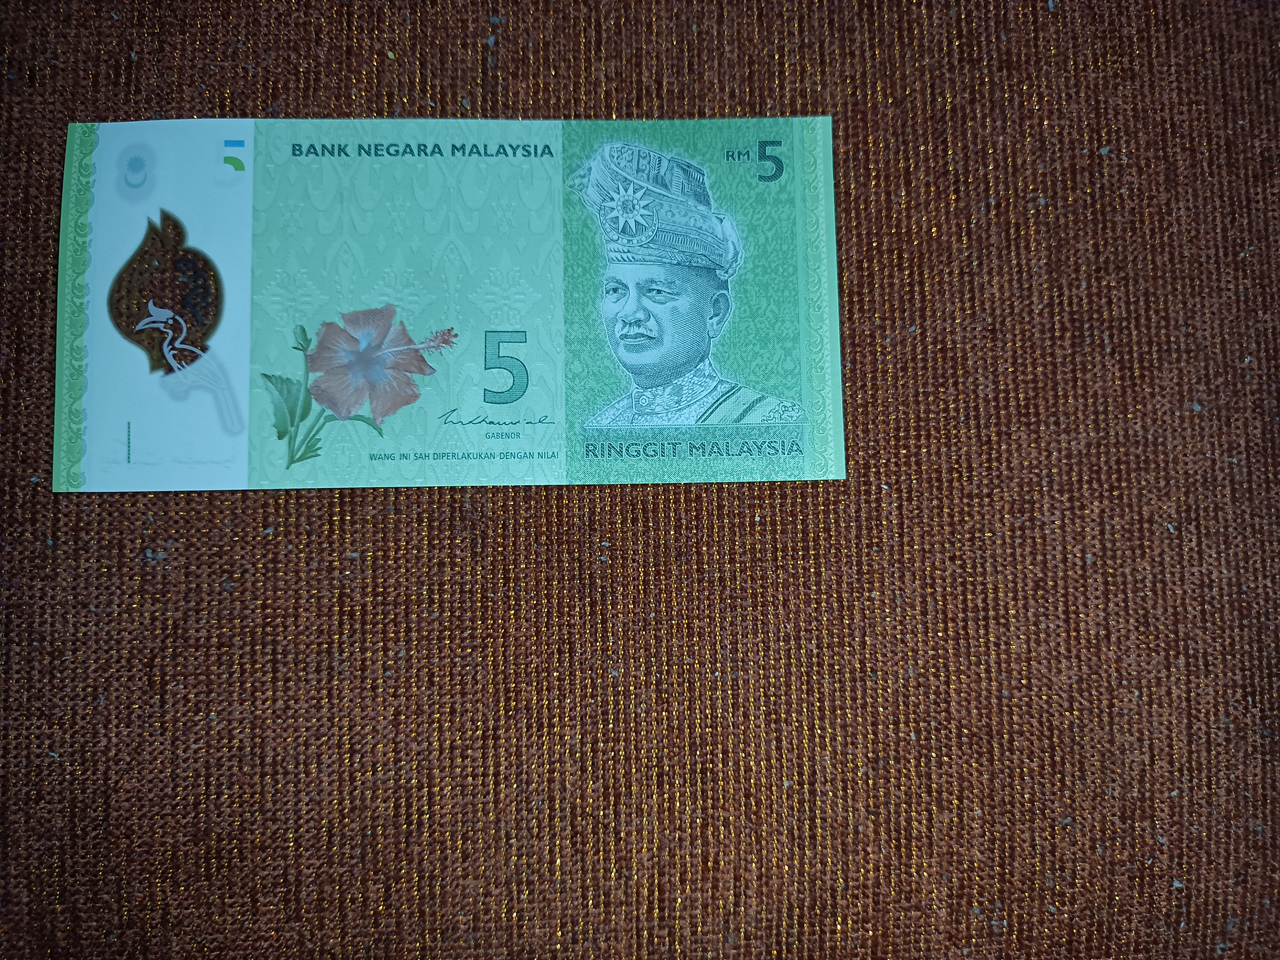 BANK NEGARA MALAYSIA
RM 5
5
GABENOR
WANG INI SAH DIPERLAKUKAN DENGAN NILAI
RINGGIT MALAYSIA